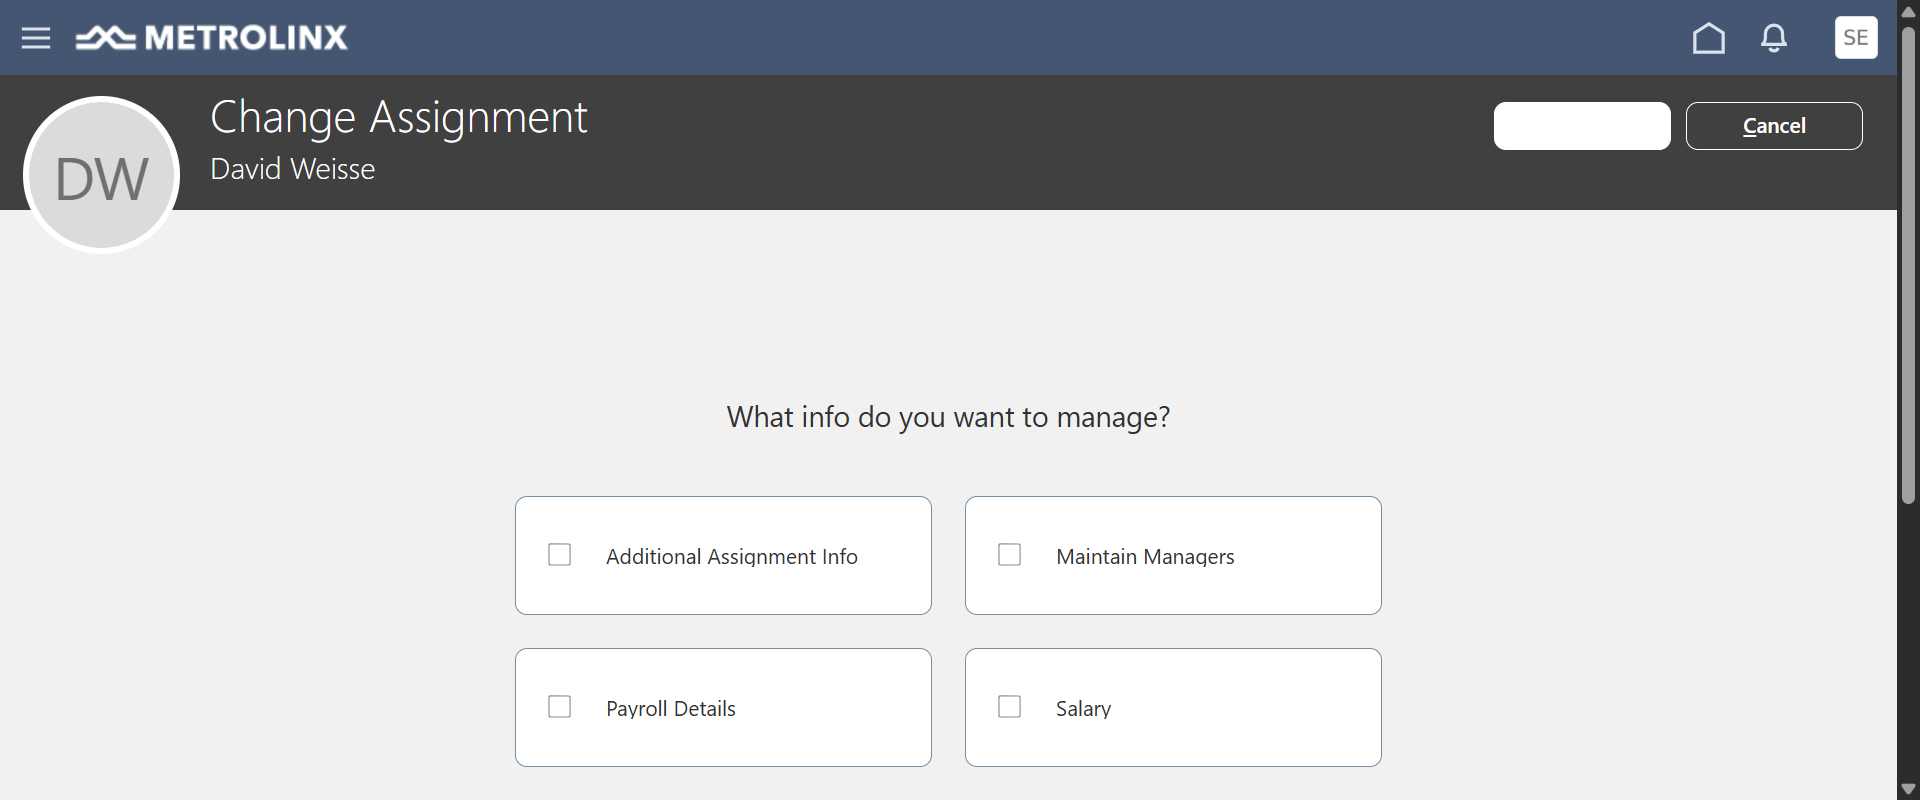 METROLINX
SE
Change Assignment
David Weisse
DW
Cancel
What info do you want to manage?
Additional Assignment Info
Maintain Managers
Payroll Details
Salary